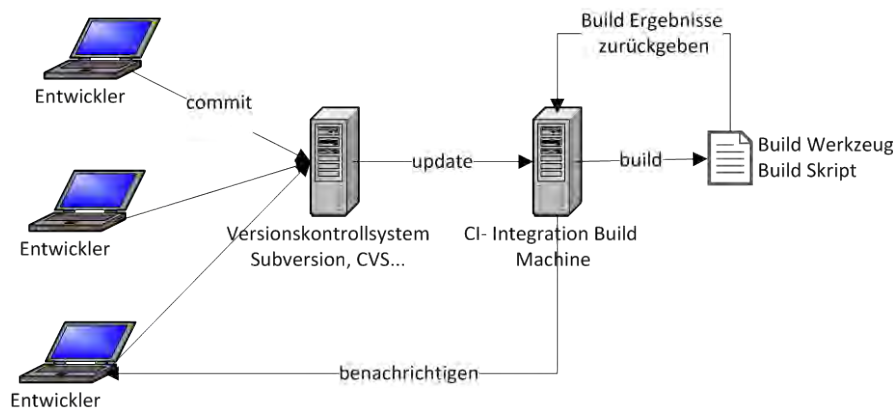 Build Ergebnisse
zurückgeben
Entwickler
commit
update
build
Build Werkzeug
Build Skript
Entwickler
Versionskontrollsystem
Subversion, CVS...
CI- Integration Build
Machine
benachrichtigen
Entwickler